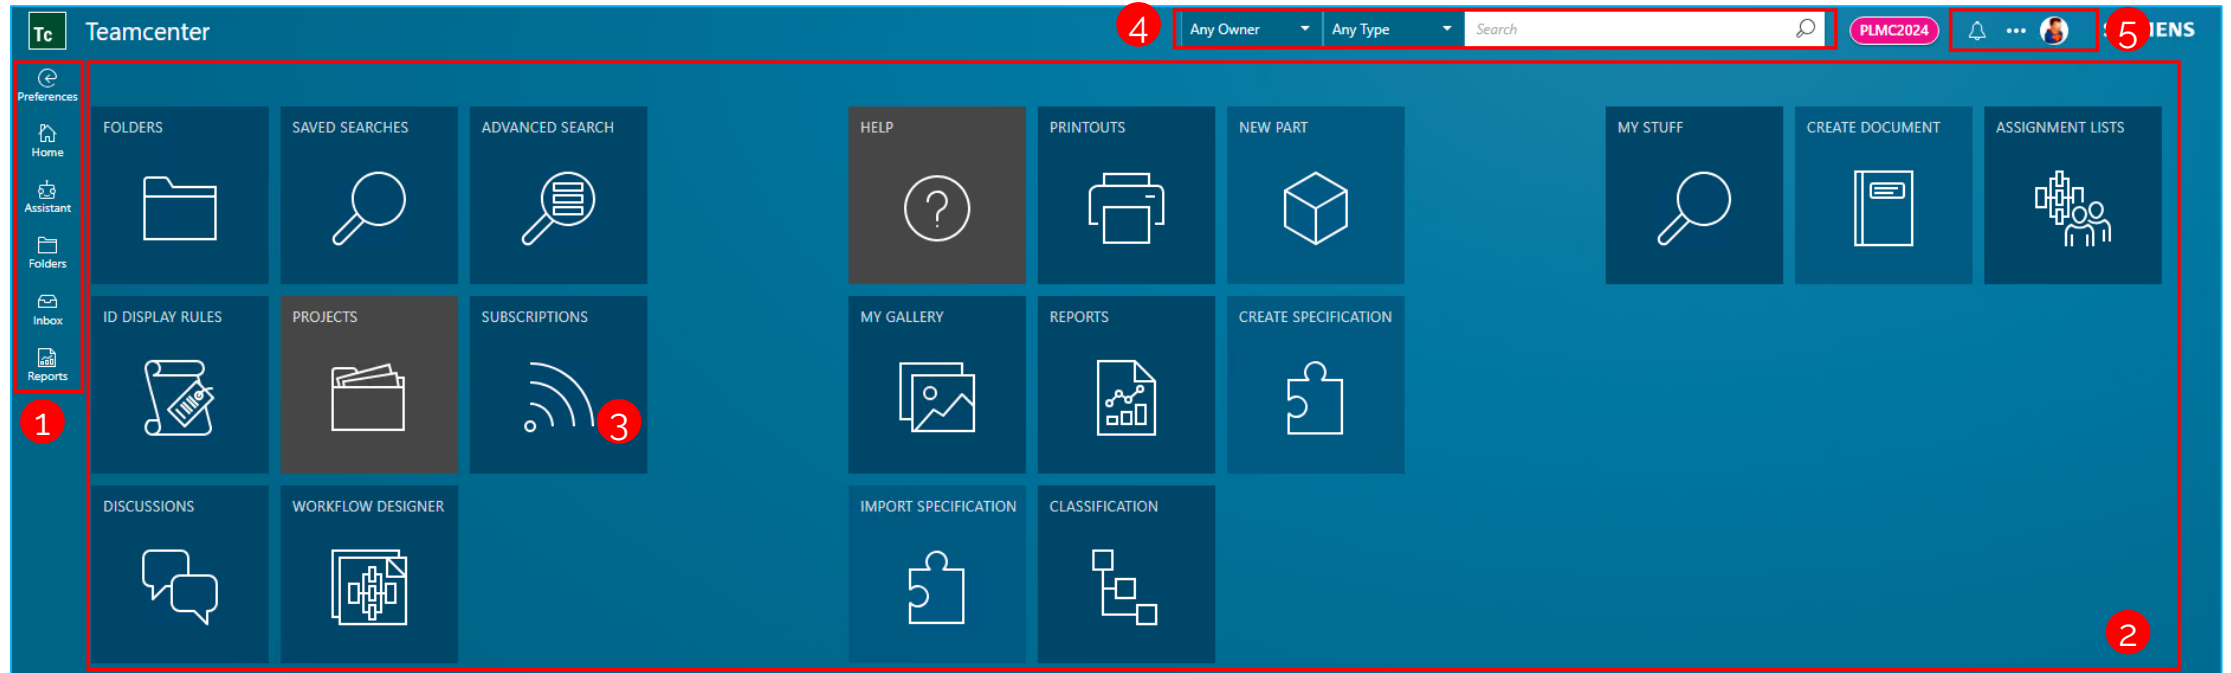 Tc Teamcenter
4 Any Owner Any Type Search PLMC2024 5 ENS
Preferences
Home
Assistant
Folders
Inbox
Reports
1
FOLDERS SAVED SEARCHES ADVANCED SEARCH HELP PRINTOUTS NEW PART MY STUFF CREATE DOCUMENT ASSIGNMENT LISTS
ID DISPLAY RULES PROJECTS SUBSCRIPTIONS MY GALLERY REPORTS CREATE SPECIFICATION
3
DISCUSSIONS WORKFLOW DESIGNER IMPORT SPECIFICATION CLASSIFICATION
2